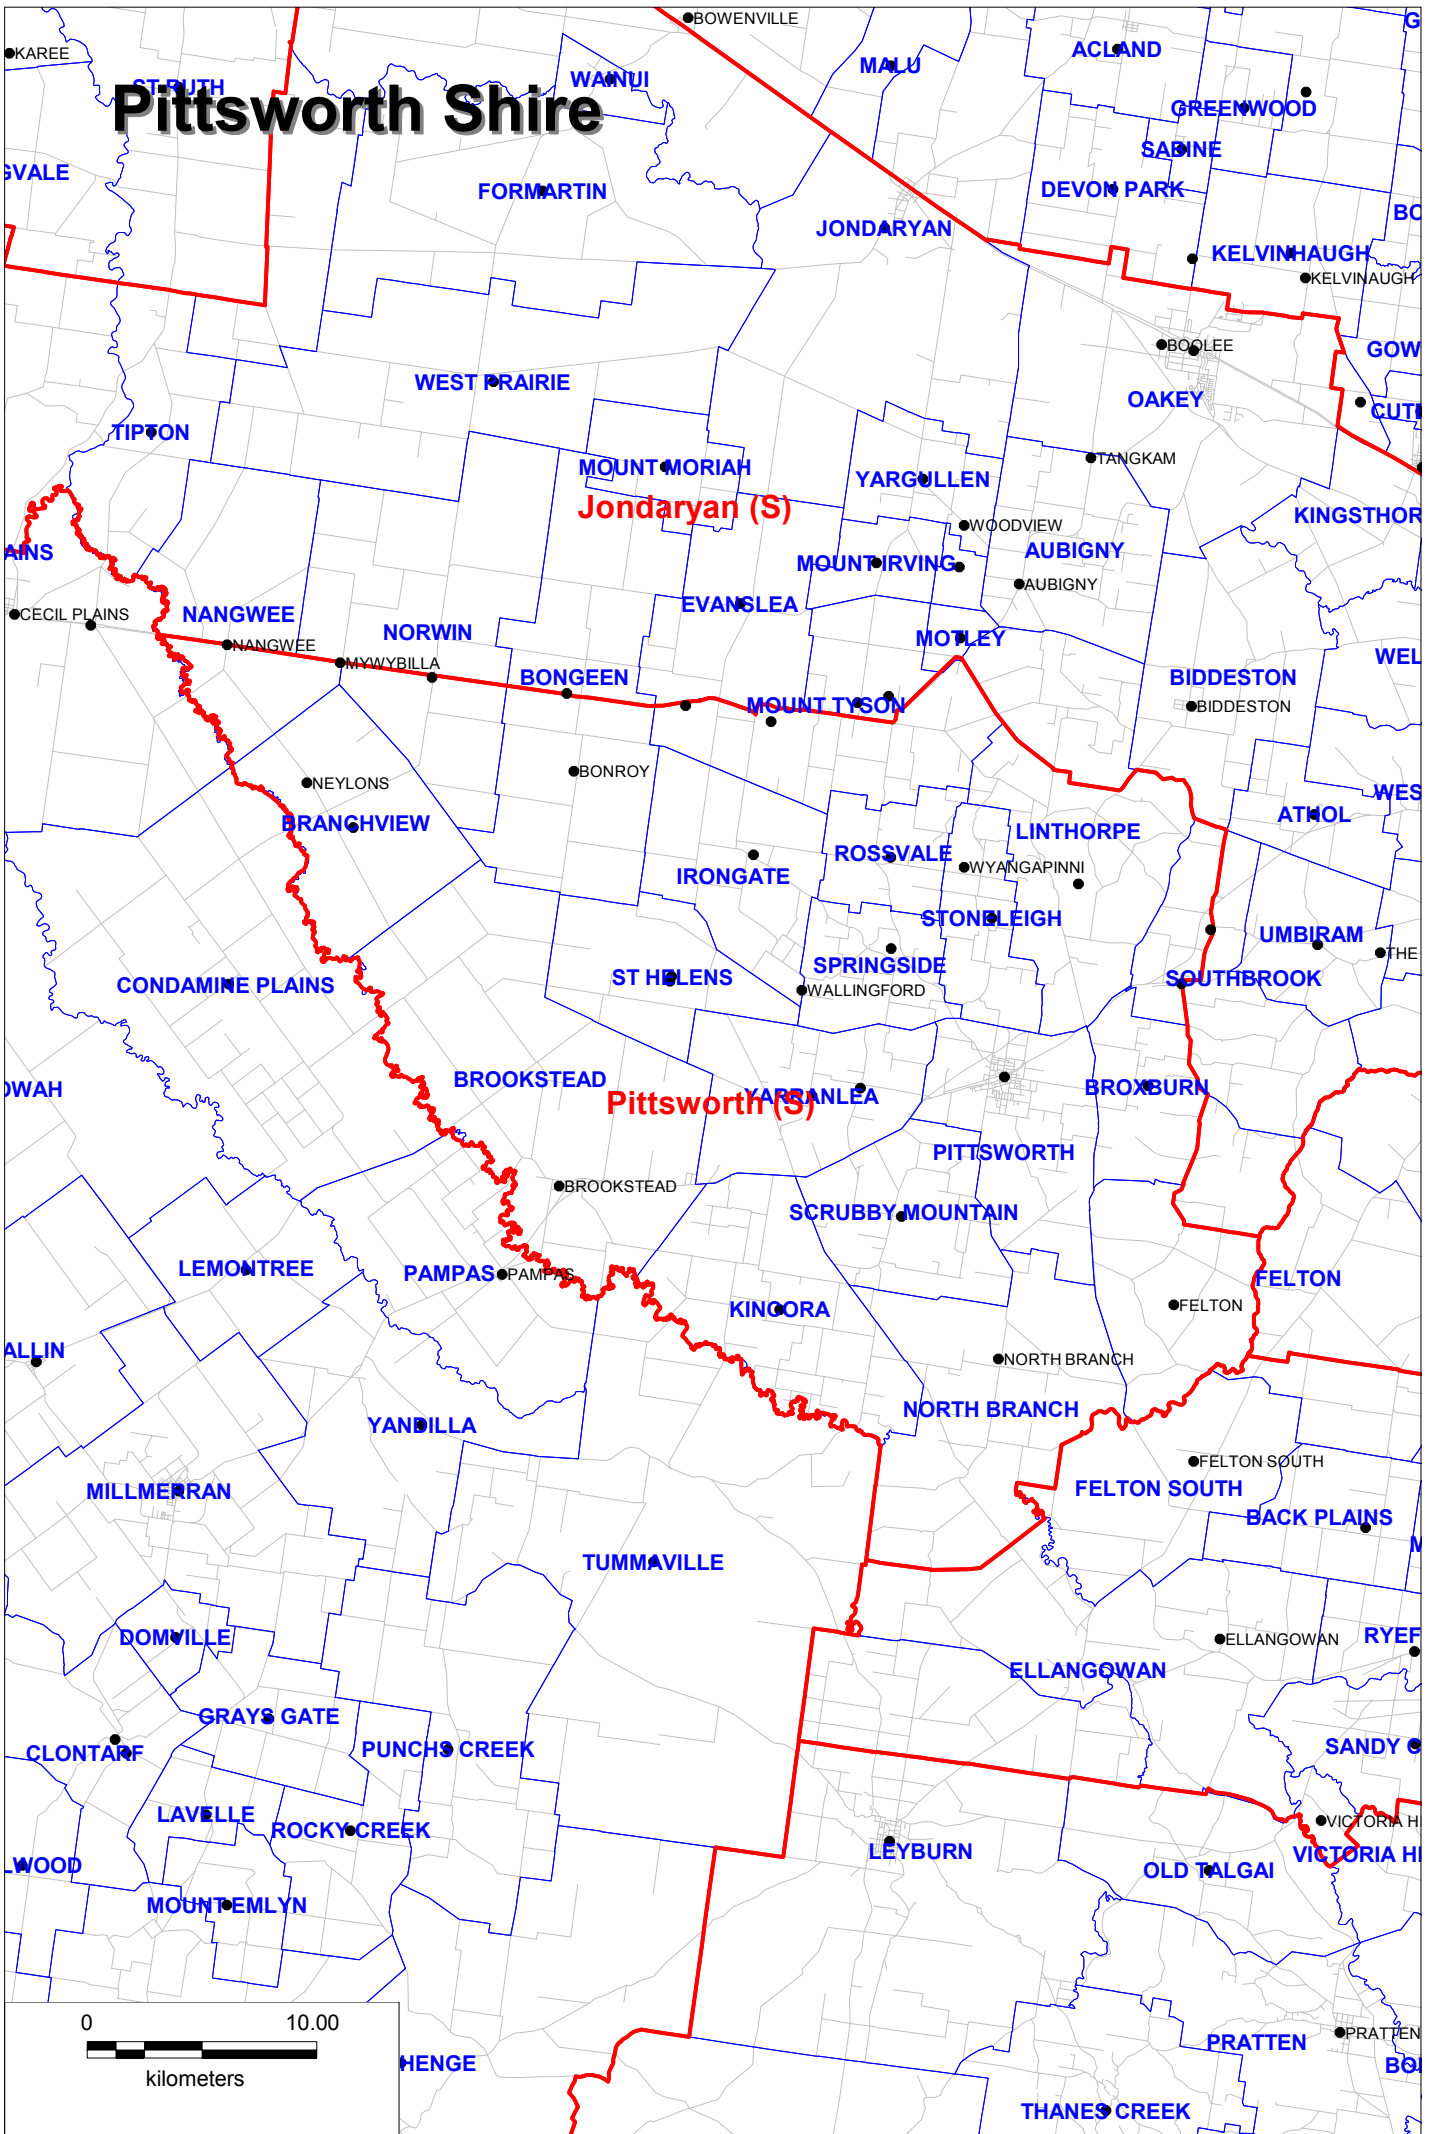 BOWENVILLE
G
KAREE
ACLAND
MALU
WAINUI
ST RUTH
Pittsworth Shire
GREENWOOD
SABINE
GVALE
FORMARTIN
DEVON PARK
BO
JONDARYAN
KELVINHAUGH
KELVINAUGH
BOOLEE
GOW
WEST PRAIRIE
OAKEY
CUT
TIPTON
TANGKAM
MOUNT MORIAH
YARGULLEN
Jondaryan (S)
KINGSTHOR
WOODVIEW
AINS
AUBIGNY
MOUNT IRVING
AUBIGNY
EVANSLEA
CECIL PLAINS
NANGWEE
NORWIN
MOTLEY
NANGWEE
MYWYBILLA
WEL
BONGEEN
BIDDESTON
MOUNT TYSON
BIDDESTON
BONROY
NEYLONS
WES
ATHOL
BRANCHVIEW
LINTHORPE
ROSSVALE
WYANGAPINNI
IRONGATE
STONELEIGH
UMBIRAM
THE
SPRINGSIDE
ST HELENS
SOUTHBROOK
CONDAMINE PLAINS
WALLINGFORD
BROOKSTEAD
OWAH
BROXBURN
YARRANLEA
Pittsworth (S)
PITTSWORTH
BROOKSTEAD
SCRUBBY MOUNTAIN
LEMONTREE
PAMPAS
PAMPAS
FELTON
FELTON
KINCORA
ALLIN
NORTH BRANCH
NORTH BRANCH
YANDILLA
FELTON SOUTH
MILLMERRAN
FELTON SOUTH
BACK PLAINS
M
TUMMAVILLE
DOMVILLE
ELLANGOWAN
RYEF
ELLANGOWAN
GRAYS GATE
PUNCHS CREEK
CLONTARF
SANDY C
LAVELLE
VICTORIA H
ROCKY CREEK
LEYBURN
VICTORIA HI
LWOOD
OLD TALGAI
MOUNT EMLYN
0 10.00
kilometers
PRATTEN
PRATTEN
HENGE
BO
THANES CREEK